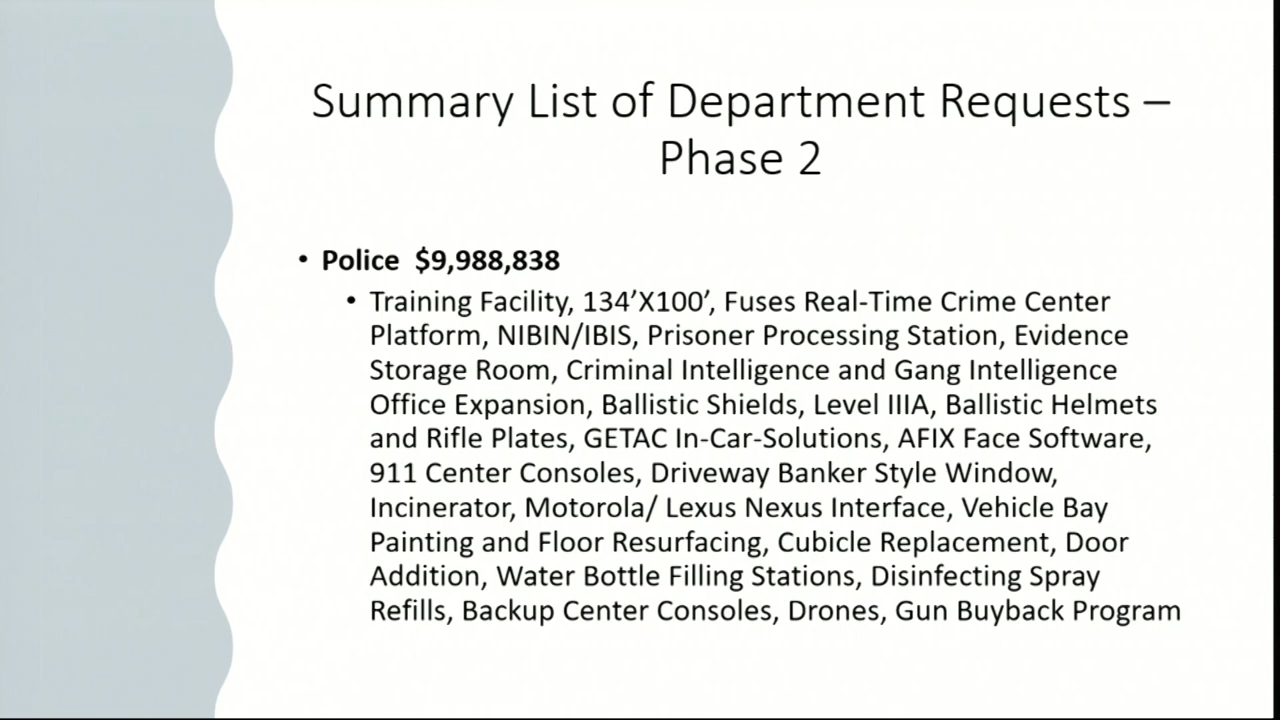 Summary List of Department Requests –
Phase 2
• Police $9,988,838
• Training Facility, 134’X100’, Fuses Real-Time Crime Center
Platform, NIBIN/IBIS, Prisoner Processing Station, Evidence
Storage Room, Criminal Intelligence and Gang Intelligence
Office Expansion, Ballistic Shields, Level IIIA, Ballistic Helmets
and Rifle Plates, GETAC In-Car-Solutions, AFIX Face Software,
911 Center Consoles, Driveway Banker Style Window,
Incinerator, Motorola/ Lexus Nexus Interface, Vehicle Bay
Painting and Floor Resurfacing, Cubicle Replacement, Door
Addition, Water Bottle Filling Stations, Disinfecting Spray
Refills, Backup Center Consoles, Drones, Gun Buyback Program